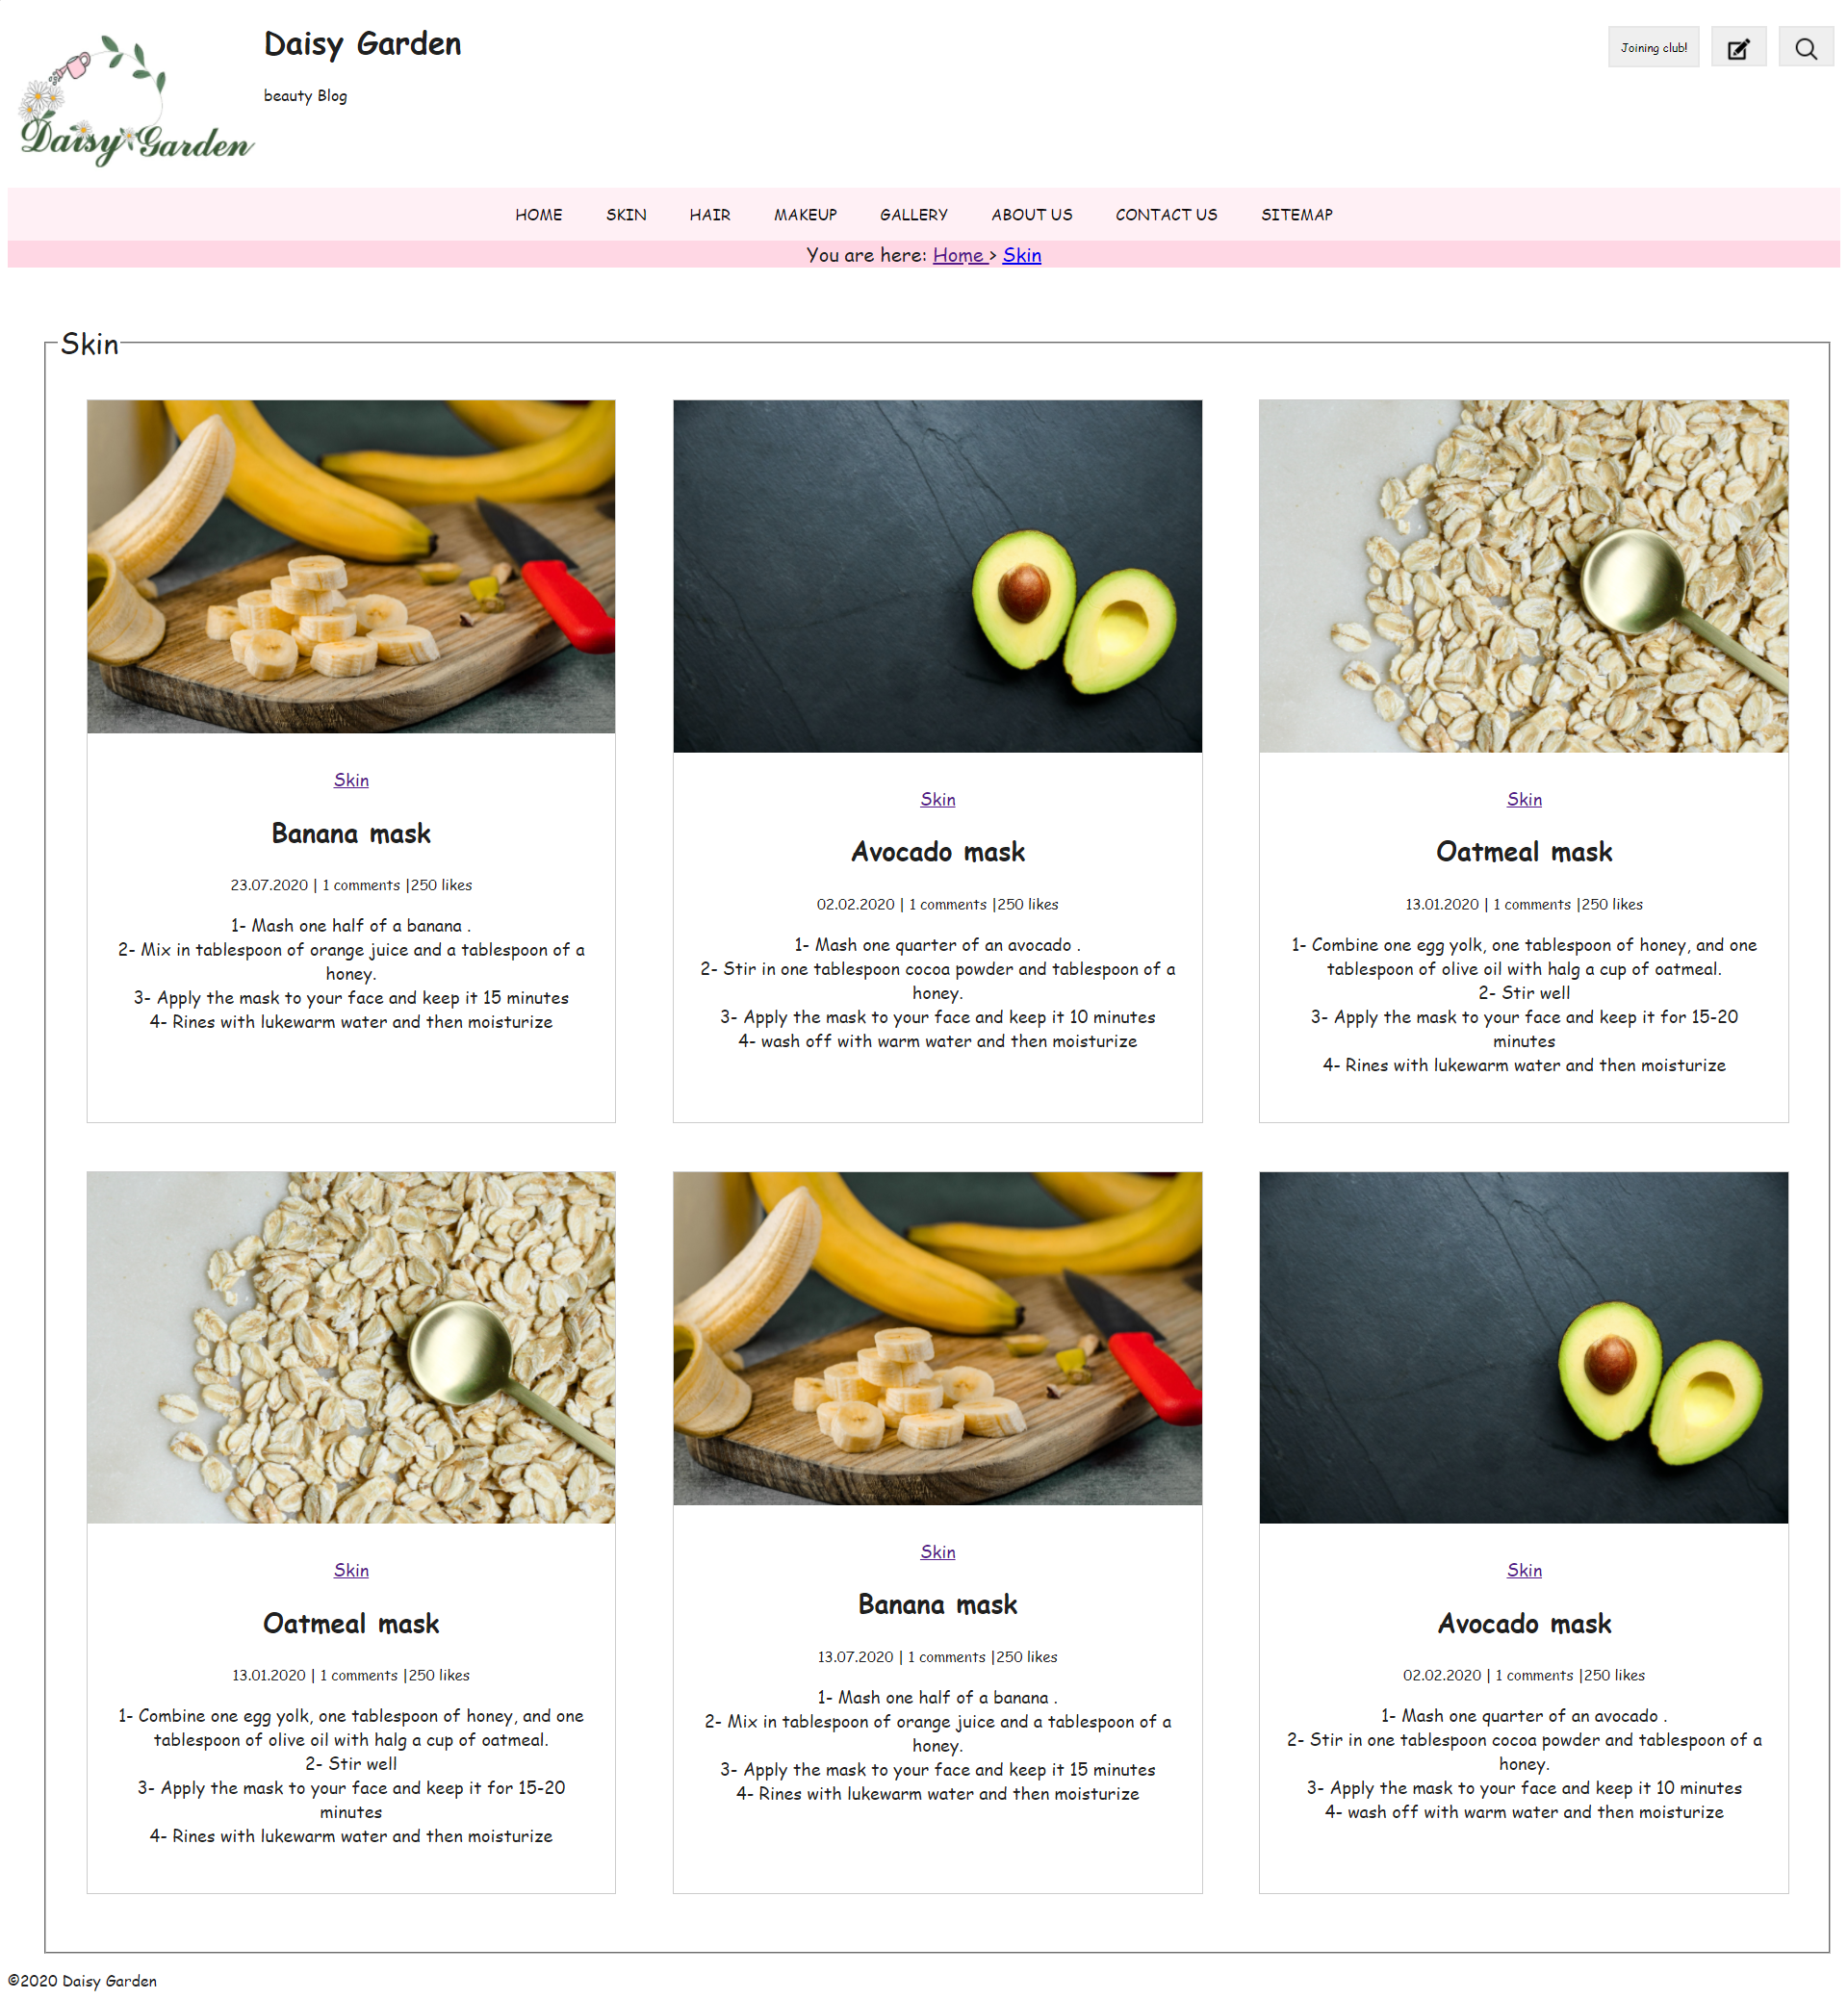 Daisy Garden
Daisy Garden
beauty Blog
Joining club!
HOME SKIN HAIR MAKEUP GALLERY ABOUT US CONTACT US SITEMAP
You are here: Home > Skin
Skin
Skin
Banana mask
23.07.2020 | 1 comments |250 likes
1- Mash one half of a banana .
2- Mix in tablespoon of orange juice and a tablespoon of a
honey.
3- Apply the mask to your face and keep it 15 minutes
4- Rines with lukewarm water and then moisturize
Skin
Avocado mask
02.02.2020 | 1 comments |250 likes
1- Mash one quarter of an avocado .
2- Stir in one tablespoon cocoa powder and tablespoon of a
honey.
3- Apply the mask to your face and keep it 10 minutes
4- wash off with warm water and then moisturize
Skin
Oatmeal mask
13.01.2020 | 1 comments |250 likes
1- Combine one egg yolk, one tablespoon of honey, and one
tablespoon of olive oil with halg a cup of oatmeal.
2- Stir well
3- Apply the mask to your face and keep it for 15-20
minutes
4- Rines with lukewarm water and then moisturize
Skin
Oatmeal mask
13.01.2020 | 1 comments |250 likes
1- Combine one egg yolk, one tablespoon of honey, and one
tablespoon of olive oil with halg a cup of oatmeal.
2- Stir well
3- Apply the mask to your face and keep it for 15-20
minutes
4- Rines with lukewarm water and then moisturize
Skin
Banana mask
13.07.2020 | 1 comments |250 likes
1- Mash one half of a banana .
2- Mix in tablespoon of orange juice and a tablespoon of a
honey.
3- Apply the mask to your face and keep it 15 minutes
4- Rines with lukewarm water and then moisturize
Skin
Avocado mask
02.02.2020 | 1 comments |250 likes
1- Mash one quarter of an avocado .
2- Stir in one tablespoon cocoa powder and tablespoon of a
honey.
3- Apply the mask to your face and keep it 10 minutes
4- wash off with warm water and then moisturize
©2020 Daisy Garden